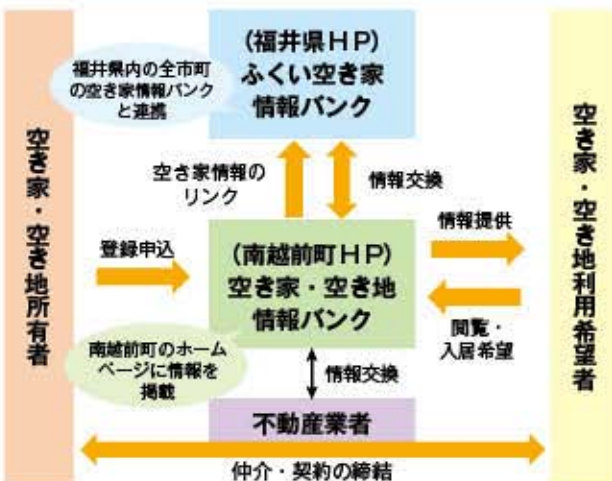 (福井県HP)
ふくい空き家
情報バンク
福井県内の全市町
の空き家情報バンク
と連携
空き家・空き地所有者
空き家・空き地利用希望者
空き家情報の
リンク
情報交換
登録申込
(南越前町HP)
空き家・空き地
情報バンク
情報提供
閲覧・
入居希望
南越前町のホーム
ページに情報を
掲載
情報交換
不動産業者
仲介・契約の締結